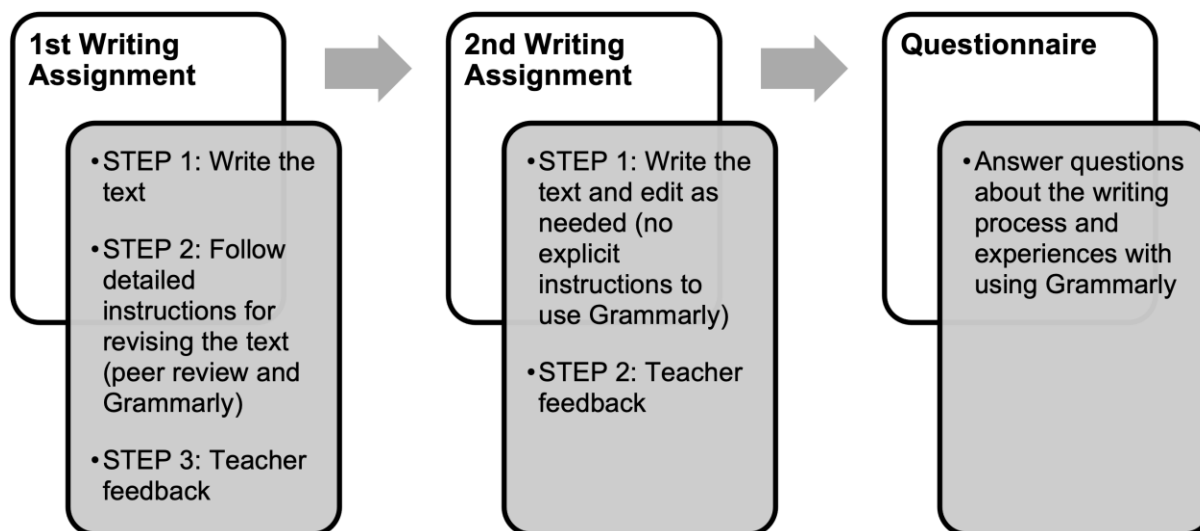 1st Writing
Assignment
•STEP 1: Write the
text
•STEP 2: Follow
detailed
instructions for
revising the text
(peer review and
Grammarly)
•STEP 3: Teacher
feedback
2nd Writing
Assignment
•STEP 1: Write the
text and edit as
needed (no
explicit
instructions to
use Grammarly)
•STEP 2: Teacher
feedback
Questionnaire
•Answer questions
about the writing
process and
experiences with
using Grammarly